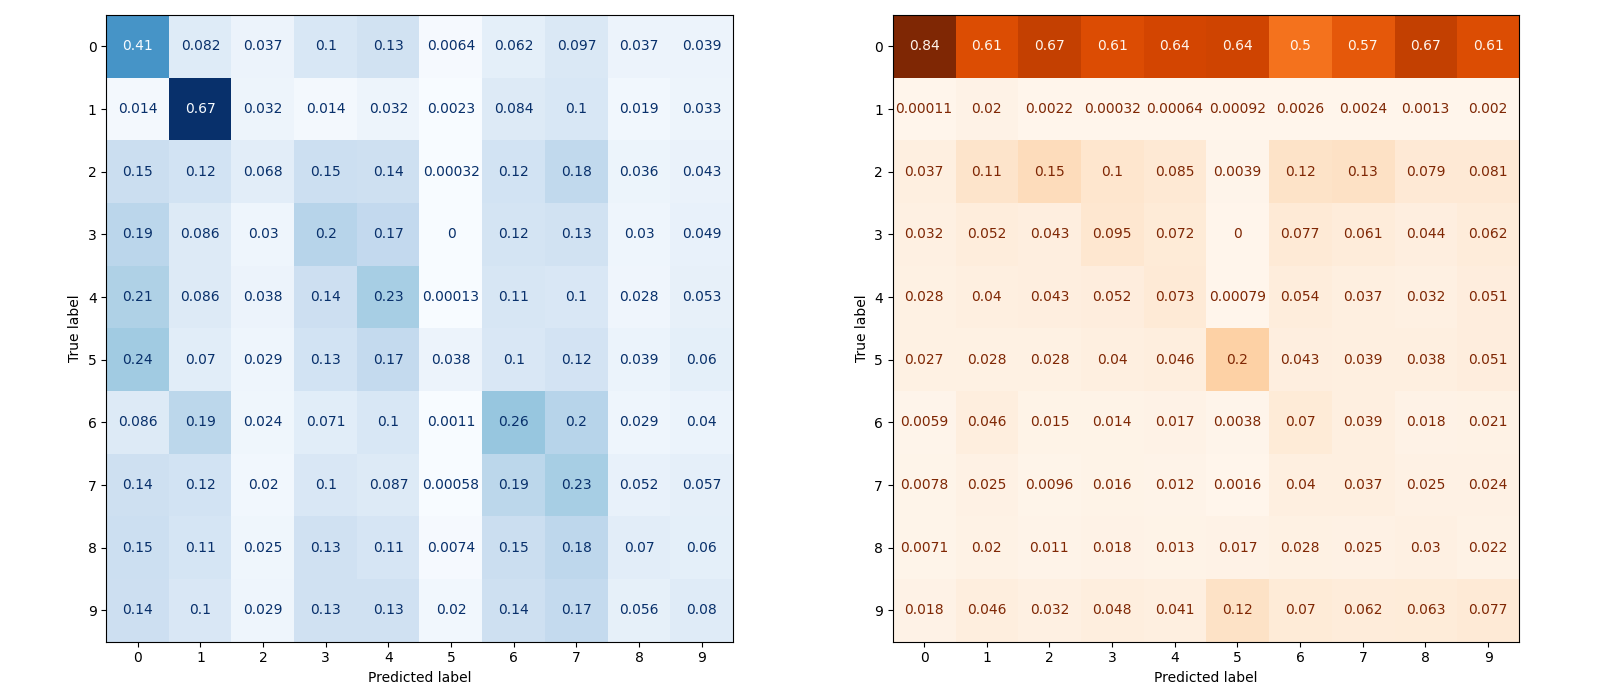 0 0.41 0.082 0.037 0.1 0.13 0.0064 0.062 0.097 0.037 0.039
1 0.014 0.67 0.032 0.014 0.032 0.0023 0.084 0.1 0.019 0.033
2 0.15 0.12 0.068 0.15 0.14 0.00032 0.12 0.18 0.036 0.043
3 0.19 0.086 0.03 0.2 0.17 0 0.12 0.13 0.03 0.049
4 0.21 0.086 0.038 0.14 0.23 0.00013 0.11 0.1 0.028 0.053
5 0.24 0.07 0.029 0.13 0.17 0.038 0.1 0.12 0.039 0.06
6 0.086 0.19 0.024 0.071 0.1 0.0011 0.26 0.2 0.029 0.04
7 0.14 0.12 0.02 0.1 0.087 0.00058 0.19 0.23 0.052 0.057
8 0.15 0.11 0.025 0.13 0.11 0.0074 0.15 0.18 0.07 0.06
9 0.14 0.1 0.029 0.13 0.13 0.02 0.14 0.17 0.056 0.08
0 1 2 3 4 5 6 7 8 9
Predicted label
True label
0 0.84 0.61 0.67 0.61 0.64 0.64 0.5 0.57 0.67 0.61
1 0.00011 0.02 0.0022 0.00032 0.00064 0.00092 0.0026 0.0024 0.0013 0.002
2 0.037 0.11 0.15 0.1 0.085 0.0039 0.12 0.13 0.079 0.081
3 0.032 0.052 0.043 0.095 0.072 0 0.077 0.061 0.044 0.062
4 0.028 0.04 0.043 0.052 0.073 0.00079 0.054 0.037 0.032 0.051
5 0.027 0.028 0.028 0.04 0.046 0.2 0.043 0.039 0.038 0.051
6 0.0059 0.046 0.015 0.014 0.017 0.0038 0.07 0.039 0.018 0.021
7 0.0078 0.025 0.0096 0.016 0.012 0.0016 0.04 0.037 0.025 0.024
8 0.0071 0.02 0.011 0.018 0.013 0.017 0.028 0.025 0.03 0.022
9 0.018 0.046 0.032 0.048 0.041 0.12 0.07 0.062 0.063 0.077
0 1 2 3 4 5 6 7 8 9
Predicted label
True label